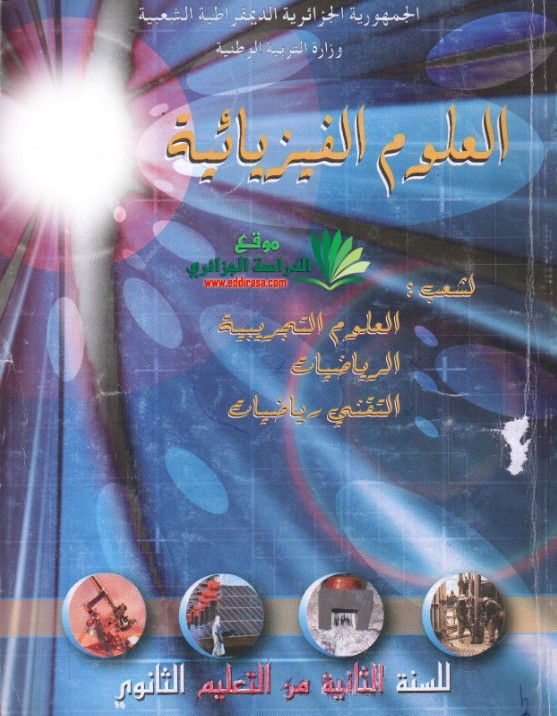 الجمهورية الجزائرية الديمقراطية الشعبية
وزارة التربية الوطنية
العلوم الفيزيائية
موقع
الدراسة الجزائري
www.eddirasa.com
لشعب :
العلوم التجريبية
الرياضيات
التقني رياضيات
للسنة الثانية من التعليم الثانوي